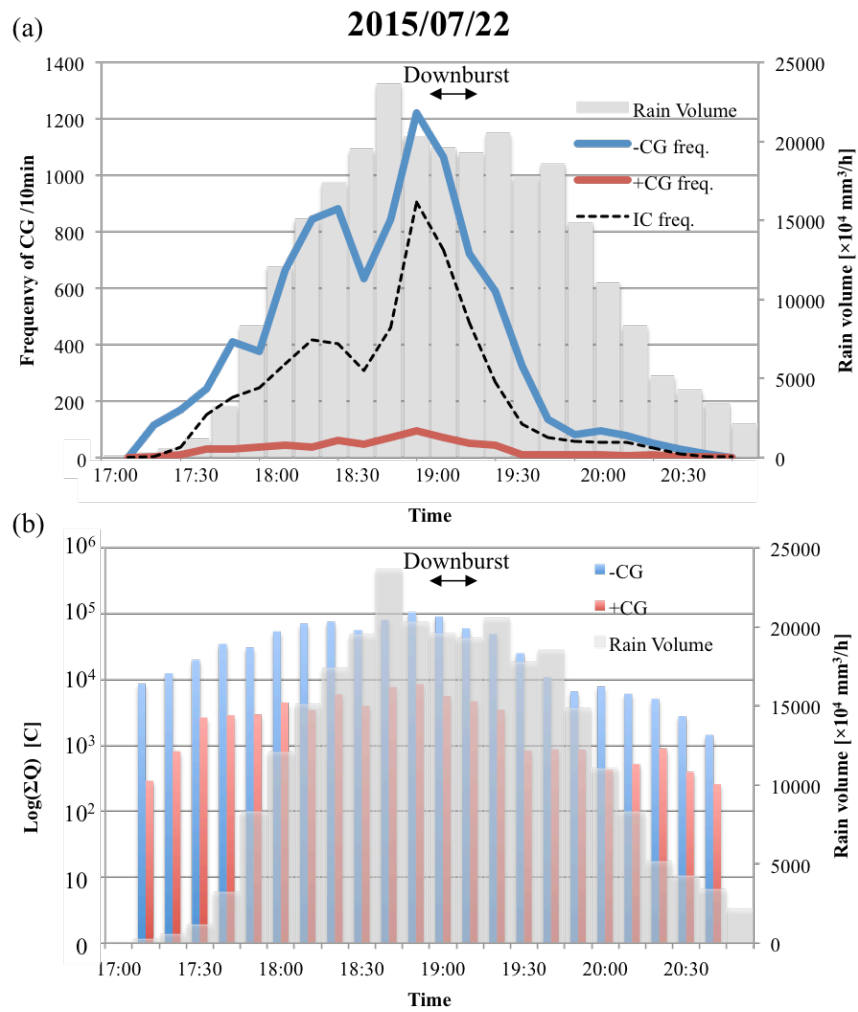 (a)
2015/07/22
1400
1200
1000
800
600
400
200
0
Frequenvy of CG /10min
Downburst
Rain Volume
-CG freq.
+CG freq.
IC freq.
25000
20000
15000
10000
5000
0
Rain volume [×10⁴ mm³/h]
17:00 17:30 18:00 18:30 19:00 19:30 20:00 20:30
Time
(b)
10⁶
10⁵
10⁴
10³
10²
10
0
Log(ΣQ) [C]
Downburst
-CG
+CG
Rain Volume
25000
20000
15000
10000
5000
0
Rain volume [×10⁴ mm³/h]
17:00 17:30 18:00 18:30 19:00 19:30 20:00 20:30
Time